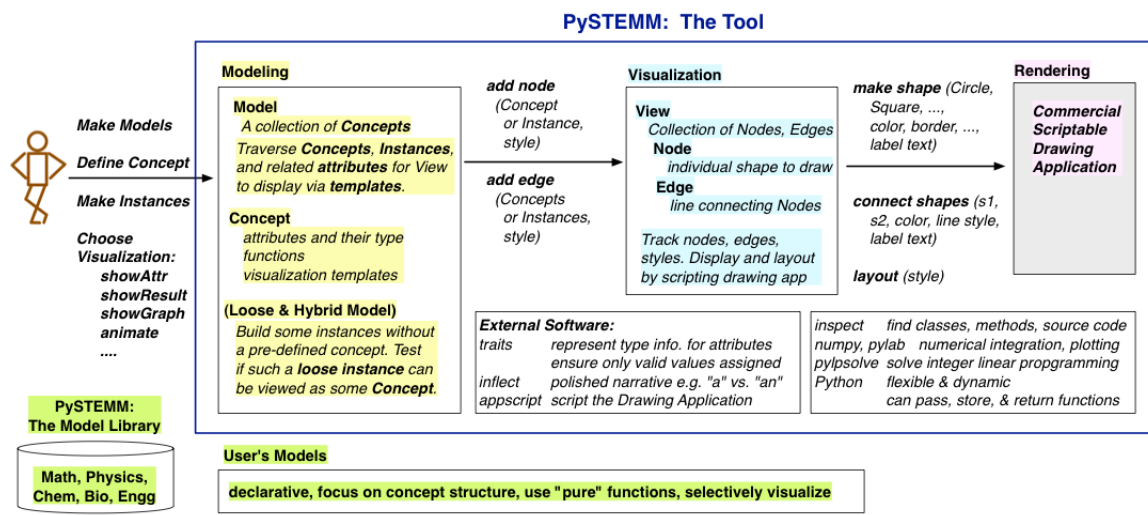 PySTEMM: The Tool
Make Models
Define Concept
Make Instances
Choose
Visualization:
showAttr
showResult
showGraph
animate
....
PySTEMM:
The Model Library
Math, Physics,
Chem, Bio, Engg
Modeling
Model
A collection of Concepts
Traverse Concepts, Instances,
and related attributes for View
to display via templates.
Concept
attributes and their type
functions
visualization templates
(Loose & Hybrid Model)
Build some instances without
a pre-defined concept. Test
if such a loose instance can
be viewed as some Concept.
add node
(Concept
or Instance,
style)
add edge
(Concepts
or Instances,
style)
Visualization
View
Collection of Nodes, Edges
Node
individual shape to draw
Edge
line connecting Nodes
Track nodes, edges,
styles. Display and layout
by scripting drawing app
make shape (Circle,
Square, ...,
color, border, ...,
label text)
connect shapes (s1,
s2, color, line style,
label text)
layout (style)
Rendering
Commercial
Scriptable
Drawing
Application
External Software:
traits represent type info. for attributes
ensure only valid values assigned
inflect polished narrative e.g. "a" vs. "an"
appscript script the Drawing Application
inspect find classes, methods, source code
numpy, pylab numerical integration, plotting
pylpsolve solve integer linear propgramming
Python flexible & dynamic
can pass, store, & return functions
User's Models
declarative, focus on concept structure, use "pure" functions, selectively visualize